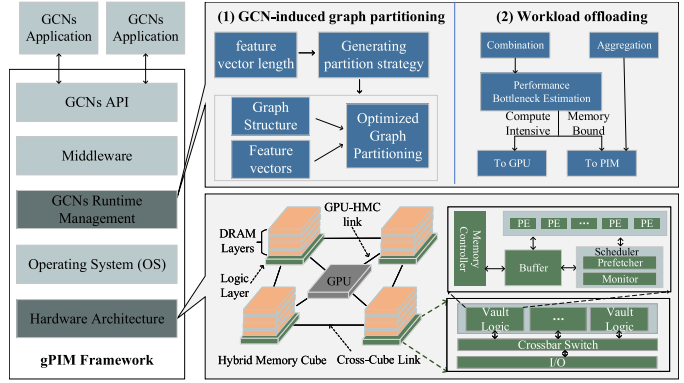 GCNs
Application
GCNs
Application
GCNs API
Middleware
GCNs Runtime
Management
Operating System (OS)
Hardware Architecture
gPIM Framework
(1) GCN-induced graph partitioning
feature
vector length
Generating
partition strategy
Graph
Structure
Feature
vectors
Optimized
Graph
Partitioning
(2) Workload offloading
Combination
Aggregation
Performance
Bottleneck Estimation
Compute
Intensive
Memory
Bound
To GPU
To PIM
GPU-HMC
link
DRAM
Layers
Logic
Layer
GPU
Hybrid Memory Cube
Cross-Cube Link
Memory
Controller
PE
PE
...
PE
PE
Buffer
Scheduler
Prefetcher
Monitor
Vault
Logic
...
Vault
Logic
Crossbar Switch
I/O